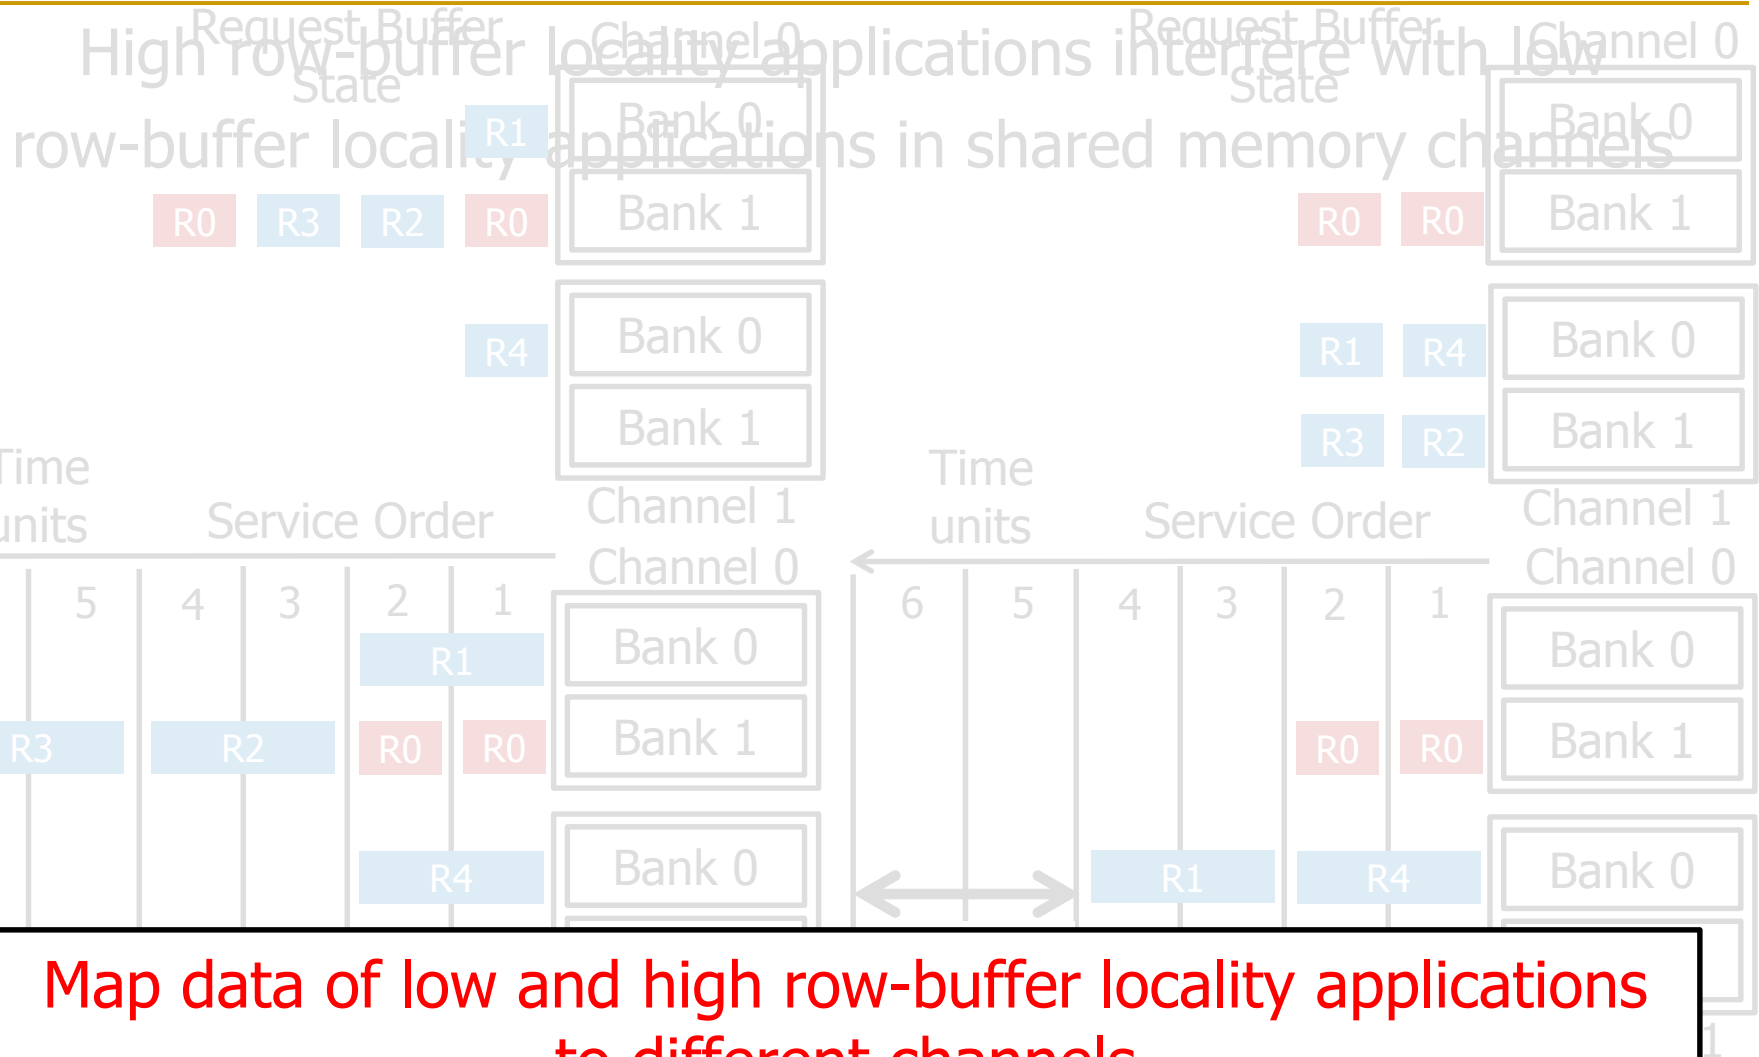 High row-buffer locality applications interfere with low
row-buffer locality applications in shared memory channels
Request Buffer
State
Channel 0
Bank 0
Bank 1
R1
R0 R3 R2 R0
R4
Bank 0
Bank 1
Channel 1
Time
units
Service Order
Channel 0
5 4 3 2 1
Bank 0
Bank 1
R1
R3 R2 R0 R0
R4
Bank 0
Request Buffer
State
Channel 0
Bank 0
Bank 1
R0 R0
R1 R4
R3 R2
Bank 0
Bank 1
Channel 1
Time
units
Service Order
Channel 0
6 5 4 3 2 1
Bank 0
Bank 1
R0 R0
R1 R4
Bank 0
1
Map data of low and high row-buffer locality applications
to different channels